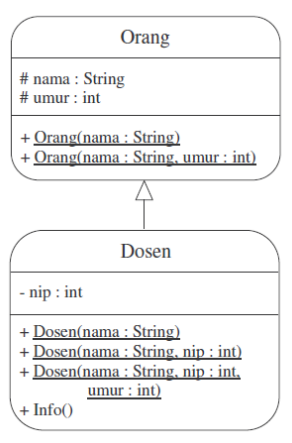 Orang
# nama : String
# umur : int
+ Orang(nama : String)
+ Orang(nama : String, umur : int)
Dosen
- nip : int
+ Dosen(nama : String)
+ Dosen(nama : String, nip : int)
+ Dosen(nama : String, nip : int,
umur : int)
+ Info()